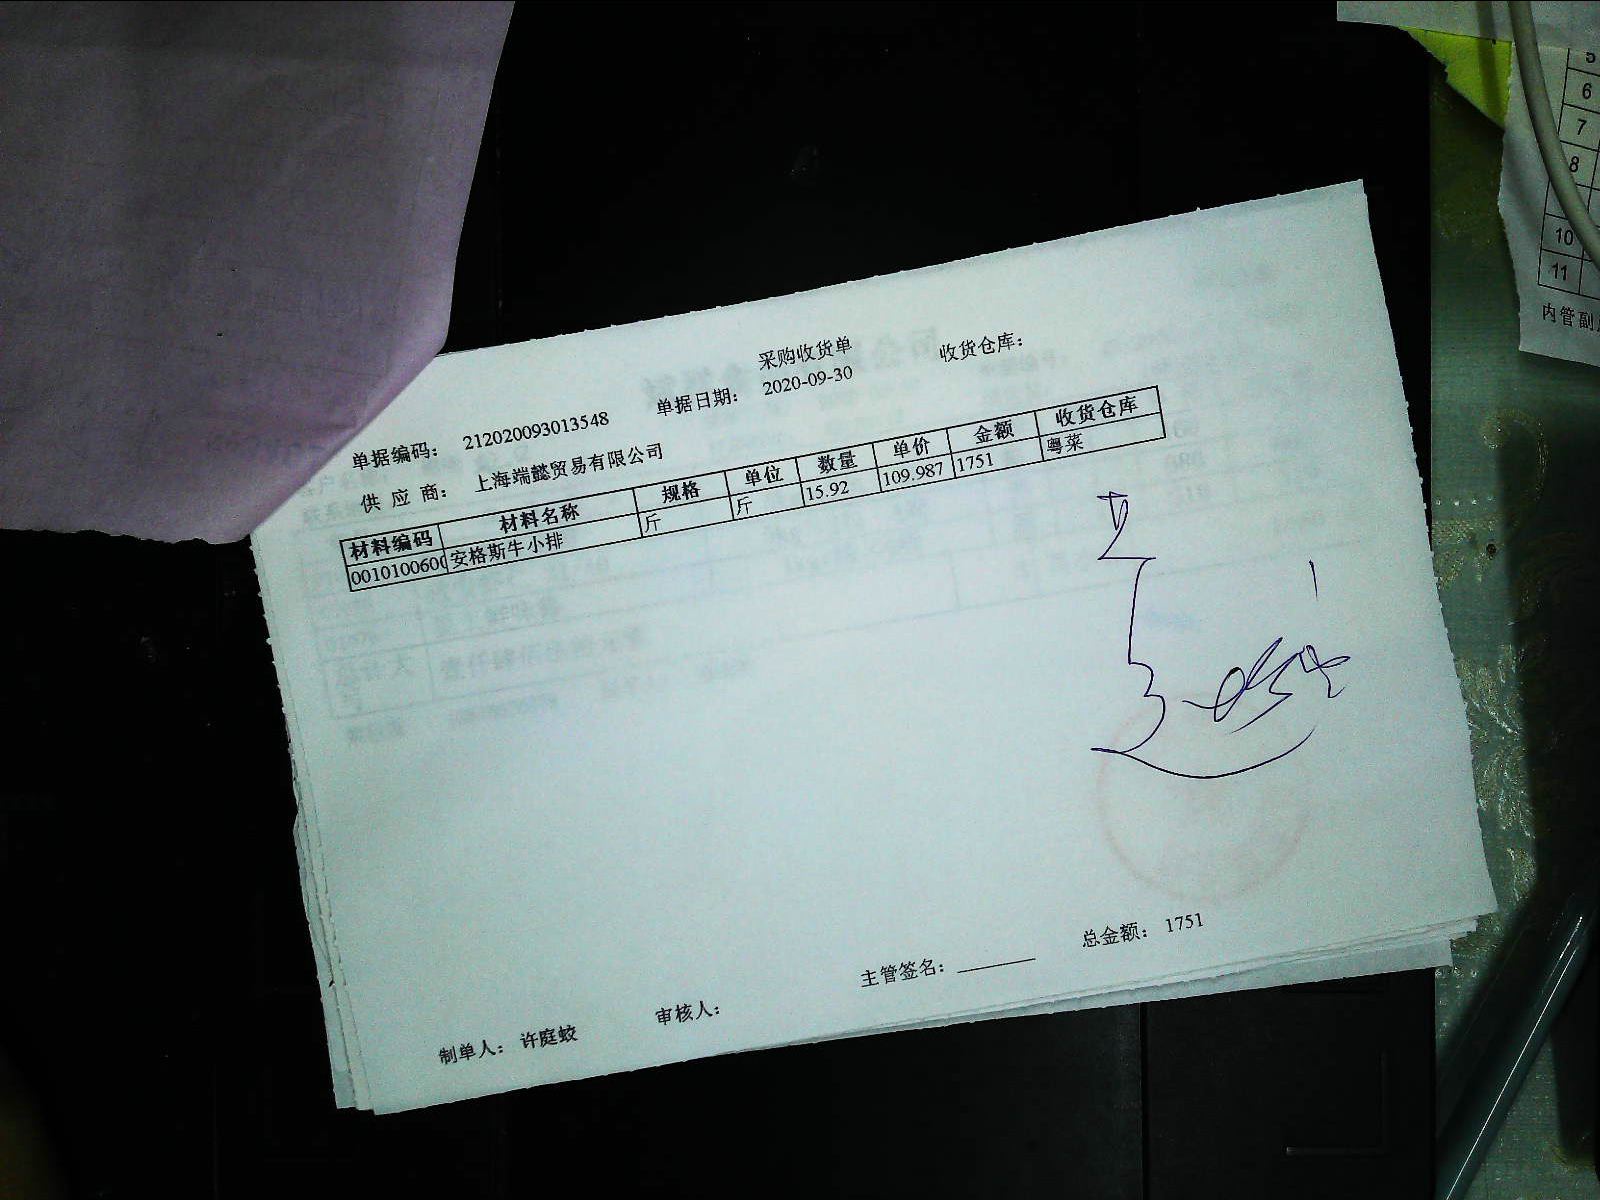 采购收货单
单据编码： 212020093013548 单据日期： 2020-09-30 收货仓库：
供 应 商： 上海端懿贸易有限公司
材料编码 材料名称 规格 单位 数量 单价 金额 收货仓库
0010100600 安格斯牛小排 斤 斤 15.92 109.987 1751 粤菜
总金额： 1751
主管签名：
审核人：
制单人： 许庭蛟
5
6
7
8
10
11
内管副